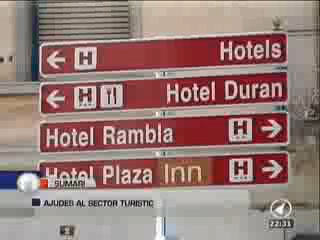 H Hotels
H Hotel Duran
Hotel Rambla H
Hotel Plaza Inn H
SUMARI
AJUDES AL SECTOR TURÍSTIC
22:31